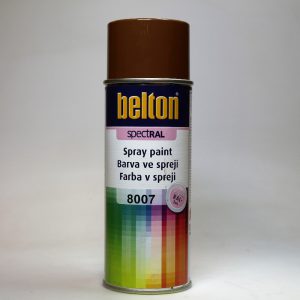 belton
spectRAL
Spray paint
Barva ve spreji
Farba v spreji
8007